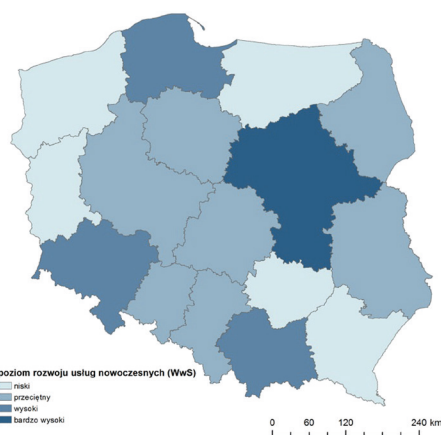 poziom rozwoju usług nowoczesnych (WwS)
niski
przeciętny
wysoki
bardzo wysoki
0 60 120 240 km